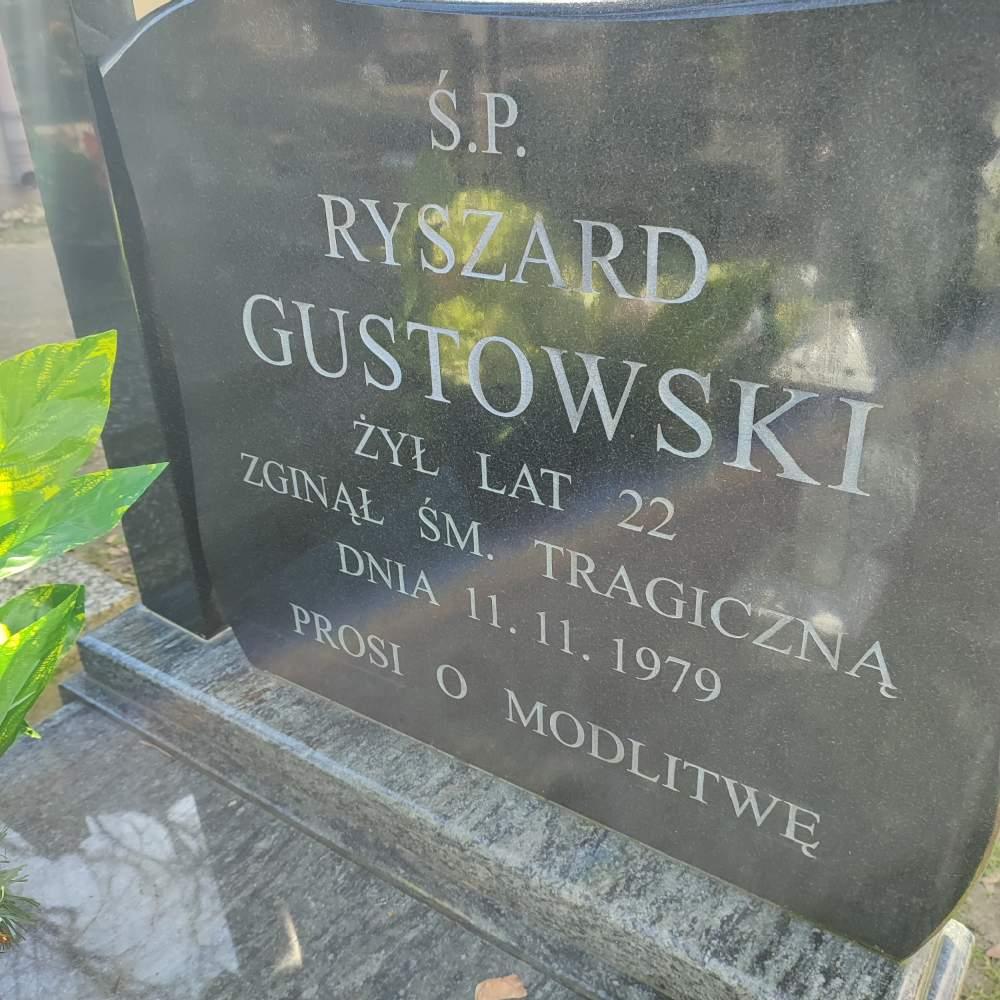 Ś.P.
RYSZARD
GUSTOWSKI
ŻYŁ LAT 22
ZGINĄŁ ŚM. TRAGICZNĄ
DNIA 11.11.1979
PROSI O MODLITWĘ